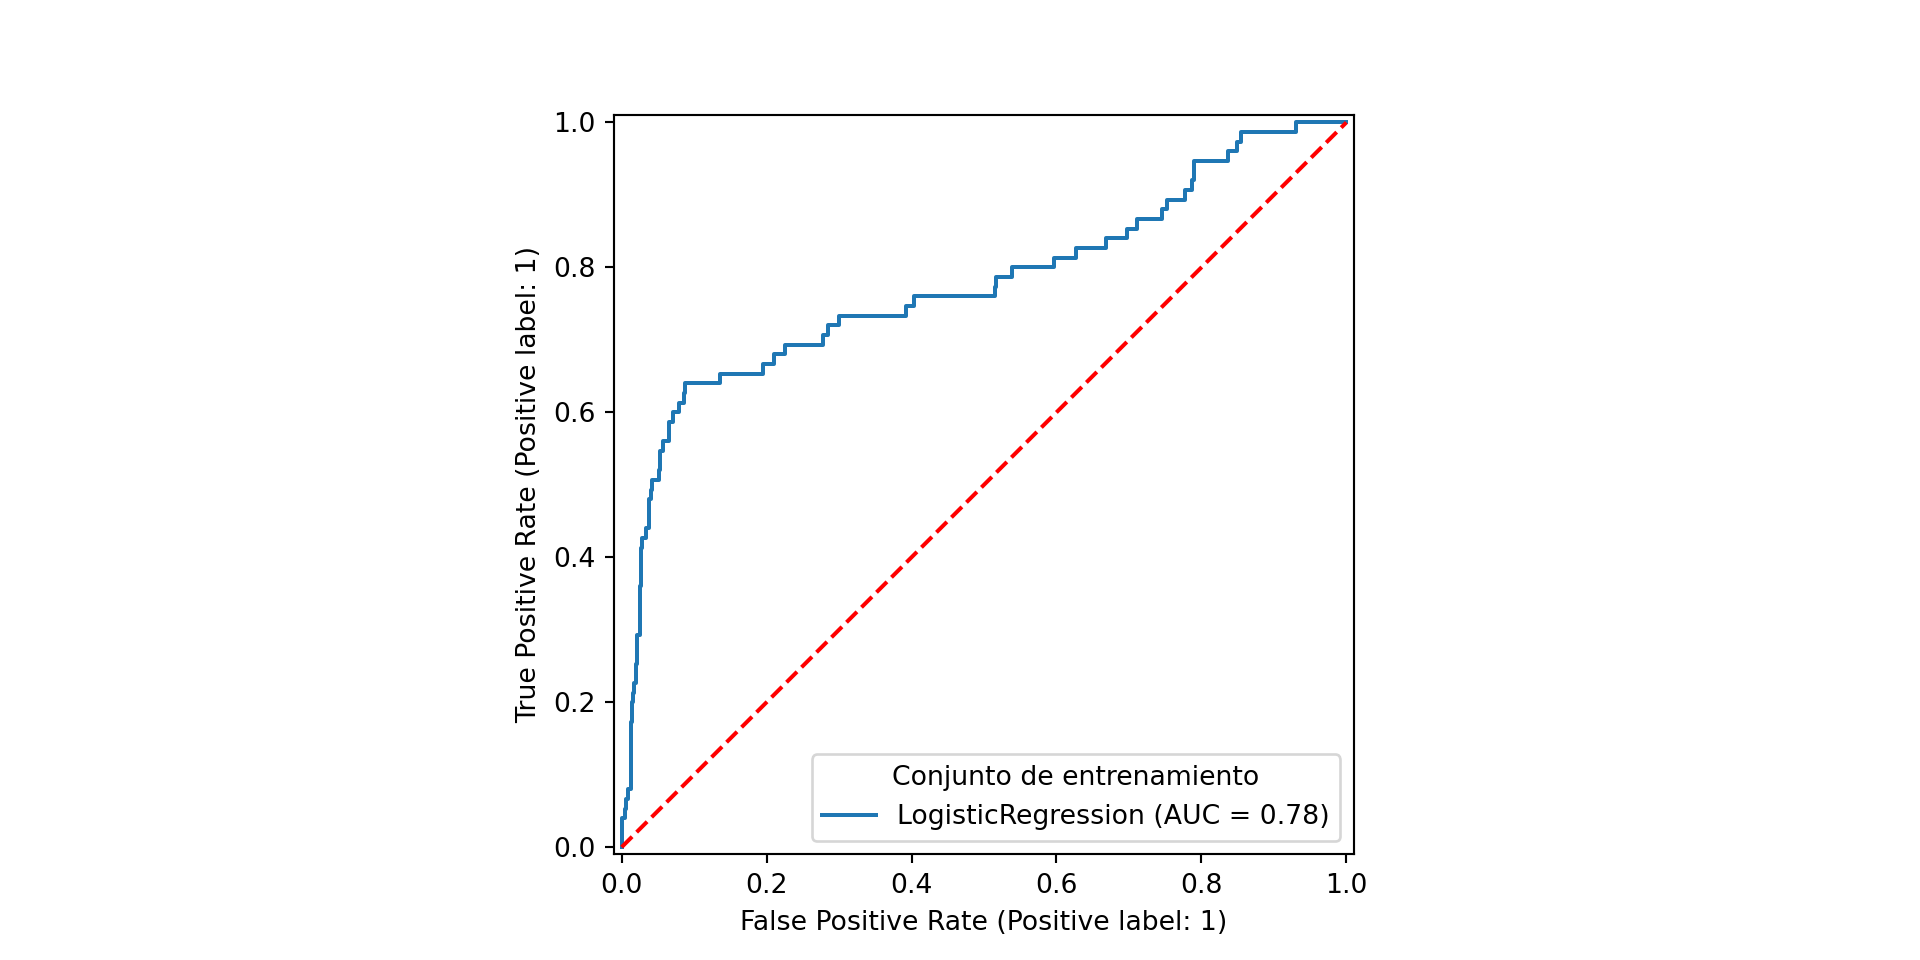 1.0
0.8
0.6
0.4
0.2
0.0
True Positive Rate (Positive label: 1)
Conjunto de entrenamiento
LogisticRegression (AUC = 0.78)
0.0 0.2 0.4 0.6 0.8 1.0
False Positive Rate (Positive label: 1)